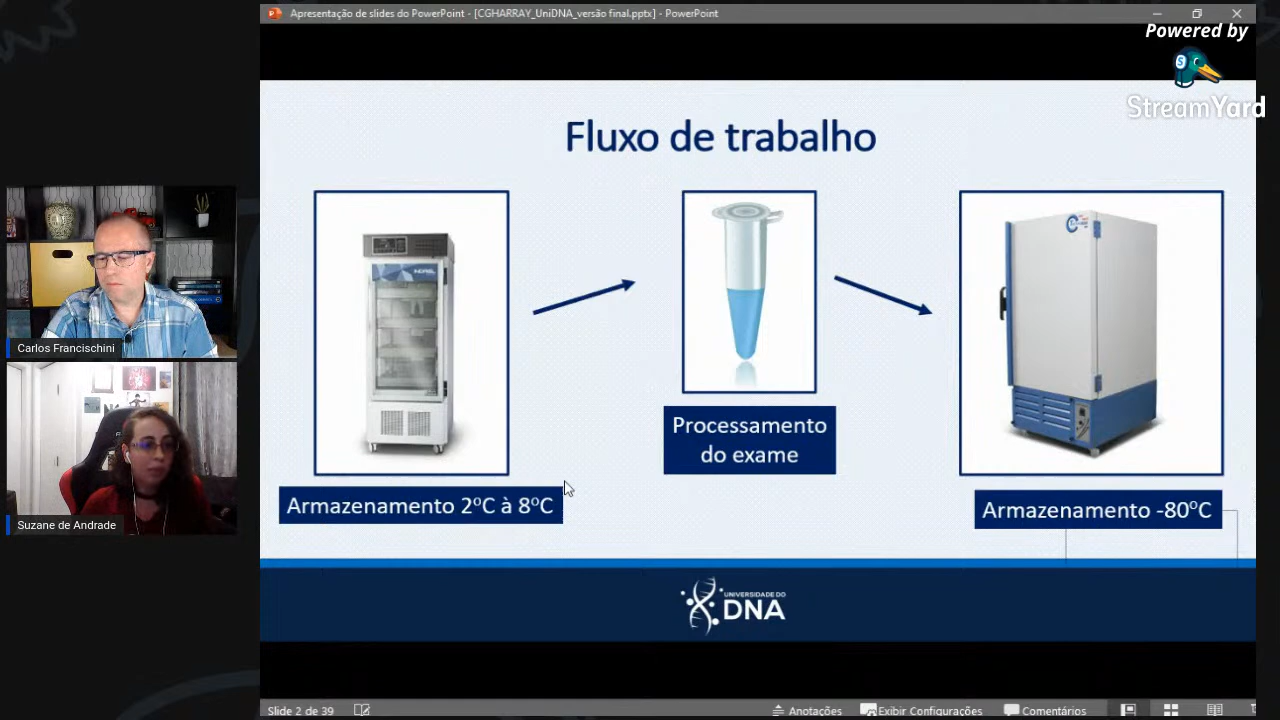 Apresentação de slides do PowerPoint - [CGHARRAY_UniDNA_versão final.pptx] - PowerPoint
Powered by
StreamYard
Fluxo de trabalho
Processamento
do exame
Armazenamento 2ºC à 8ºC
Armazenamento -80ºC
Carlos Francischini
Suzane de Andrade
UNIVERSIDADE DO
DNA
Slide 2 de 39
Anotações
Exibir Configurações
Comentários